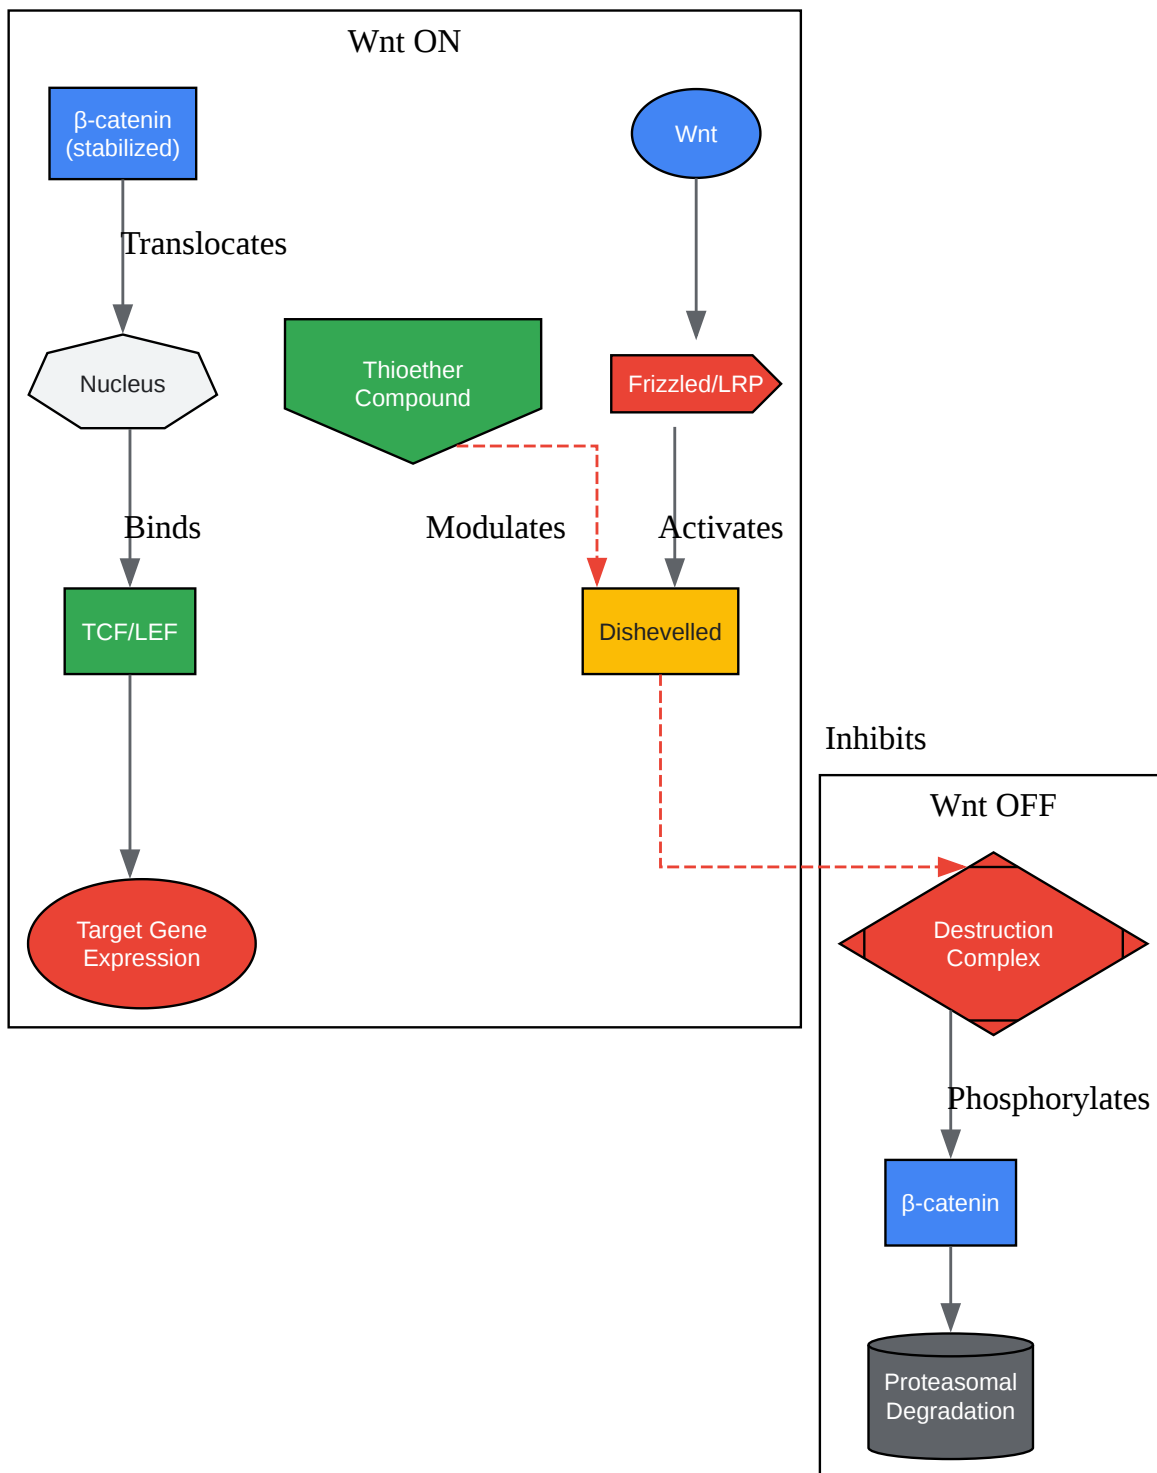 Wnt ON
β-catenin
(stabilized)
Wnt
Translocates
Nucleus
Thioether
Compound
Frizzled/LRP
Binds
Modulates
Activates
TCF/LEF
Dishevelled
Inhibits
Wnt OFF
Target Gene
Expression
Destruction
Complex
Phosphorylates
β-catenin
Proteasomal
Degradation